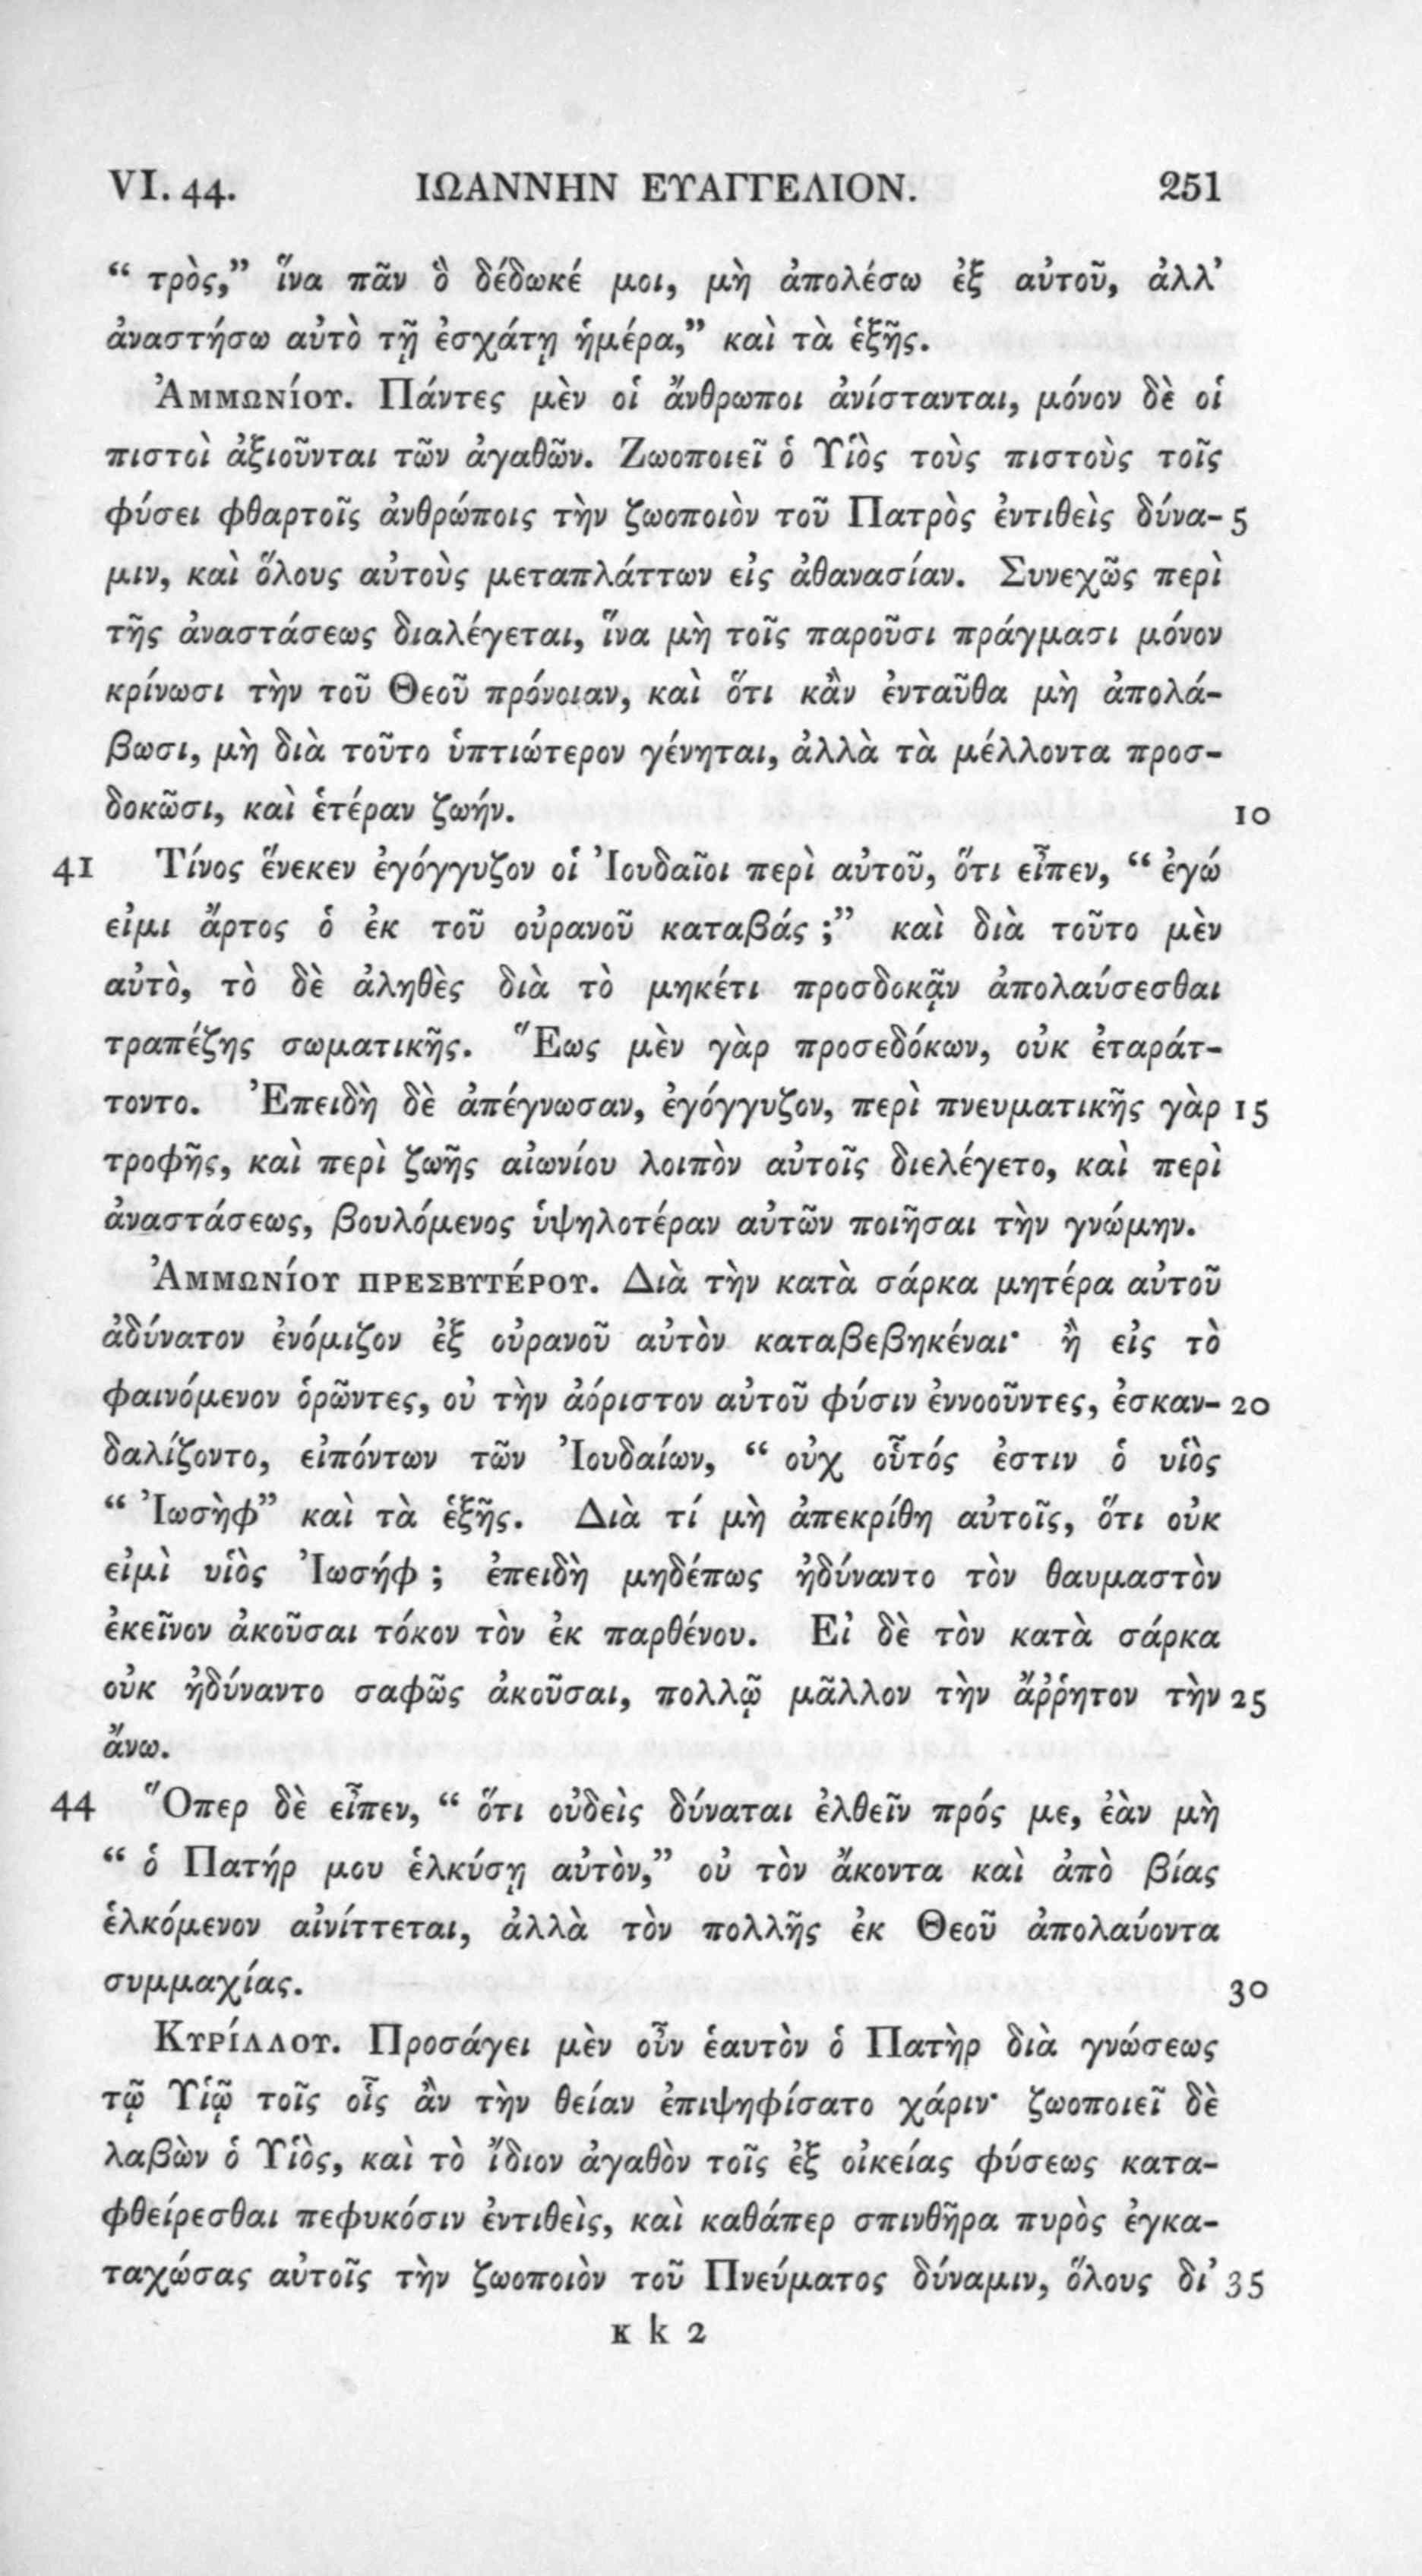 VI. 44. ΙΩΑΝΝΗΝ ΕΥΑΓΓΕΛΙΟΝ. 251
“ τρὸς,” ἵνα πᾶν ὃ δέδωκέ μοι, μὴ ἀπολέσω ἐξ αὐτοῦ, ἀλλ’
ἀναστήσω αὐτὸ τῇ ἐσχάτῃ ἡμέρα,” καὶ τὰ ἑξῆς.
Ἀμμωνίου. Πάντες μὲν οἱ ἄνθρωποι ἀνίστανται, μόνον δὲ οἱ
πιστοὶ ἀξιοῦνται τῶν ἀγαθῶν. Ζωοποιεῖ ὁ Υἱὸς τοὺς πιστοὺς τοῖς
φύσει φθαρτοῖς ἀνθρώποις τὴν ζωοποιὸν τοῦ Πατρὸς ἐντιθεὶς δύνα- 5
μιν, καὶ ὅλους αὐτοὺς μεταπλάττων εἰς ἀθανασίαν. Συνεχῶς περὶ
τῆς ἀναστάσεως διαλέγεται, ἵνα μὴ τοῖς παροῦσι πράγμασι μόνον
κρίνωσι τὴν τοῦ Θεοῦ πρόνοιαν, καὶ ὅτι κἂν ἐνταῦθα μὴ ἀπολά-
βωσι, μὴ διὰ τοῦτο ὑπτιώτερον γένηται, ἀλλὰ τὰ μέλλοντα προσ-
δοκῶσι, καὶ ἑτέραν ζωήν. 10
41 Τίνος ἕνεκεν ἐγόγγυζον οἱ Ἰουδαῖοι περὶ αὐτοῦ, ὅτι εἶπεν, “ ἐγώ
εἰμι ἄρτος ὁ ἐκ τοῦ οὐρανοῦ καταβάς ;” καὶ διὰ τοῦτο μὲν
αὐτὸ, τὸ δὲ ἀληθὲς διὰ τὸ μηκέτι προσδοκᾷν ἀπολαύσεσθαι
τραπέζης σωματικῆς. Ἕως μὲν γὰρ προσεδόκων, οὐκ ἐταράτ-
τοντο. Ἐπειδὴ δὲ ἀπέγνωσαν, ἐγόγγυζον, περὶ πνευματικῆς γὰρ 15
τροφῆς, καὶ περὶ ζωῆς αἰωνίου λοιπὸν αὐτοῖς διελέγετο, καὶ περὶ
ἀναστάσεως, βουλόμενος ὑψηλοτέραν αὐτῶν ποιῆσαι τὴν γνώμην.
Ἀμμωνίου πρεσβυτέρου. Διὰ τὴν κατὰ σάρκα μητέρα αὐτοῦ
ἀδύνατον ἐνόμιζον ἐξ οὐρανοῦ αὐτὸν καταβεβηκέναι· ἢ εἰς τὸ
φαινόμενον ὁρῶντες, οὐ τὴν ἀόριστον αὐτοῦ φύσιν ἐννοοῦντες, ἐσκαν- 20
δαλίζοντο, εἰπόντων τῶν Ἰουδαίων, “ οὐχ οὗτός ἐστιν ὁ υἱὸς
“ Ἰωσὴφ” καὶ τὰ ἑξῆς. Διὰ τί μὴ ἀπεκρίθη αὐτοῖς, ὅτι οὐκ
εἰμὶ υἱὸς Ἰωσήφ ; ἐπειδὴ μηδέπως ἠδύναντο τὸν θαυμαστὸν
ἐκεῖνον ἀκοῦσαι τόκον τὸν ἐκ παρθένου. Εἰ δὲ τὸν κατὰ σάρκα
οὐκ ἠδύναντο σαφῶς ἀκοῦσαι, πολλῷ μᾶλλον τὴν ἄῤῥητον τὴν 25
ἄνω.
44 Ὅπερ δὲ εἶπεν, “ ὅτι οὐδεὶς δύναται ἐλθεῖν πρός με, ἐὰν μὴ
“ ὁ Πατήρ μου ἑλκύσῃ αὐτὸν,” οὐ τὸν ἄκοντα καὶ ἀπὸ βίας
ἑλκόμενον αἰνίττεται, ἀλλὰ τὸν πολλῆς ἐκ Θεοῦ ἀπολαύοντα
συμμαχίας. 30
Κυρίλλου. Προσάγει μὲν οὖν ἑαυτὸν ὁ Πατὴρ διὰ γνώσεως
τῷ Υἱῷ τοῖς οἷς ἂν τὴν θείαν ἐπιψηφίσατο χάριν· ζωοποιεῖ δὲ
λαβὼν ὁ Υἱὸς, καὶ τὸ ἴδιον ἀγαθὸν τοῖς ἐξ οἰκείας φύσεως κατα-
φθείρεσθαι πεφυκόσιν ἐντιθεὶς, καὶ καθάπερ σπινθῆρα πυρὸς ἐγκα-
ταχώσας αὐτοῖς τὴν ζωοποιὸν τοῦ Πνεύματος δύναμιν, ὅλους δι’ 35
K k 2